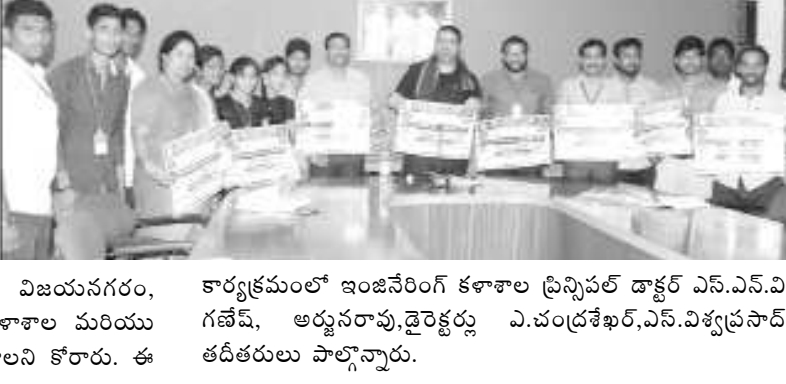 విజయనగరం,
ళాశాల మరియు
లని కోరారు. ఈ
కార్యక్రమంలో ఇంజినేరింగ్ కళాశాల ప్రిన్సిపల్ డాక్టర్ ఎస్.ఎన్.వి
గణేష్, అర్జునరావు,డైరెక్టర్లు ఎ.చంద్రశేఖర్,ఎస్.విశ్వప్రసాద్
తదీతరులు పాల్గొన్నారు.